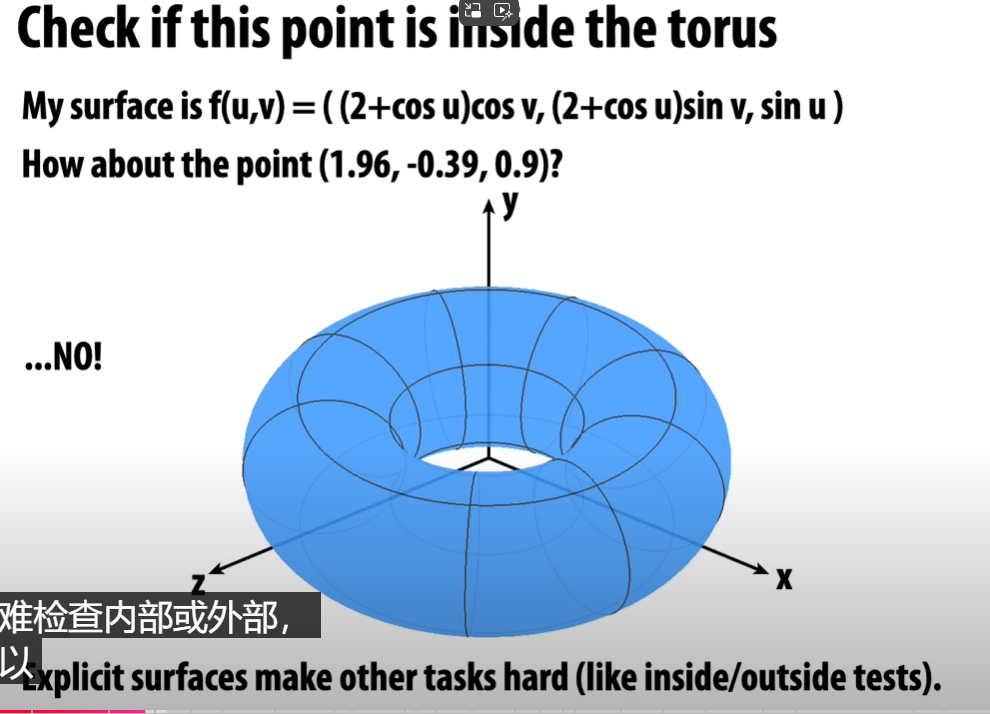 Check if this point is inside the torus
My surface is f(u,v) = ( (2+cos u)cos v, (2+cos u)sin v, sin u )
How about the point (1.96, -0.39, 0.9)?
y
...NO!
z
x
难检查内部或外部，
以
Explicit surfaces make other tasks hard (like inside/outside tests).